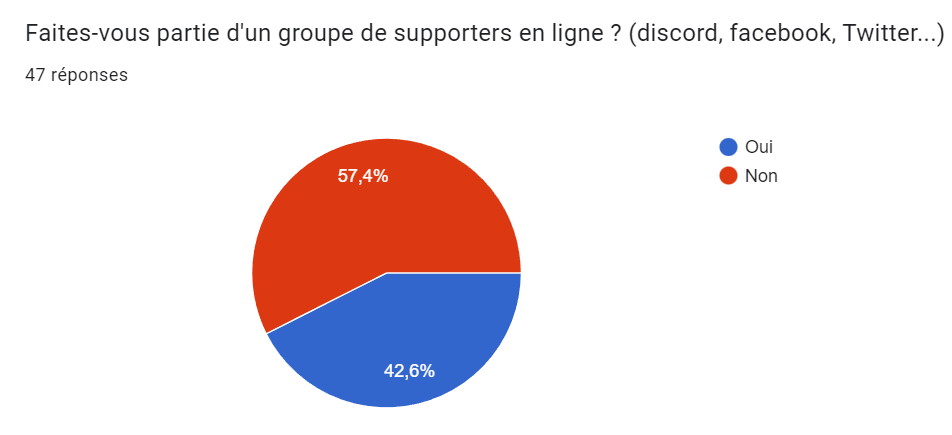 Faites-vous partie d'un groupe de supporters en ligne ? (discord, facebook, Twitter...)
47 réponses
Oui
Non
57,4%
42,6%